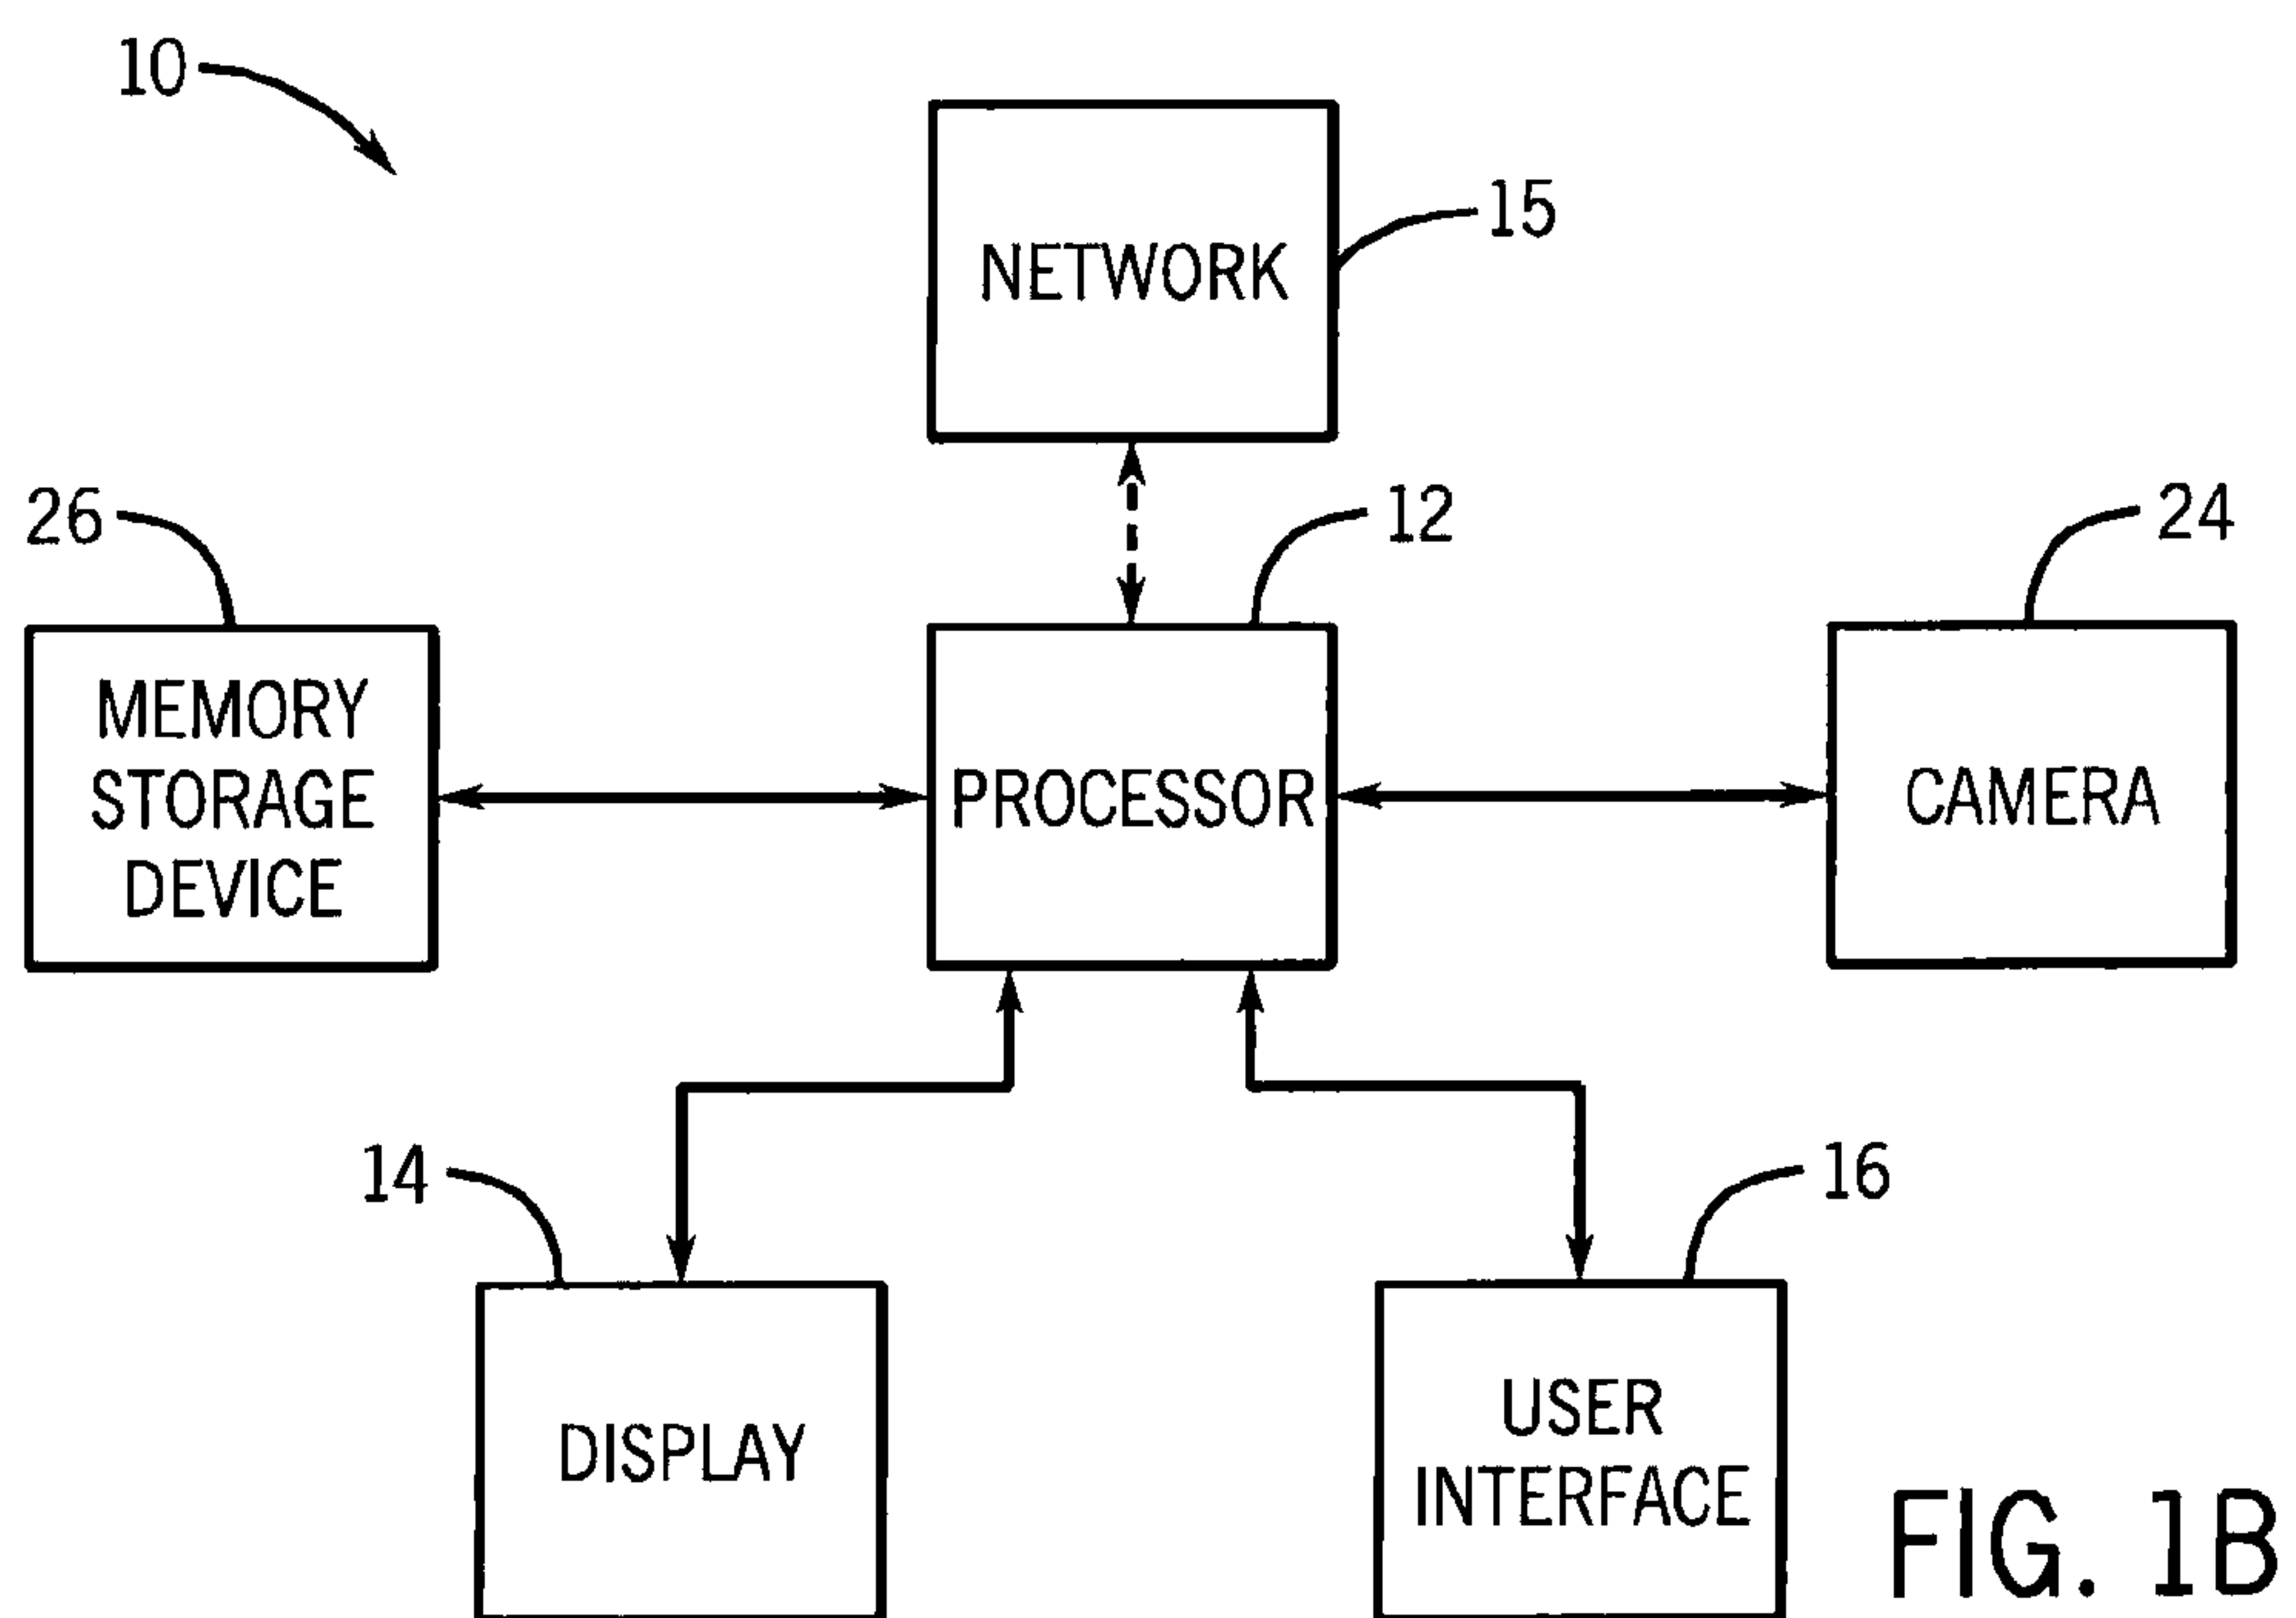 10
NETWORK
15
26
12
24
MEMORY
STORAGE
DEVICE
PROCESSOR
CAMERA
14
16
DISPLAY
USER
INTERFACE
FIG. 1B